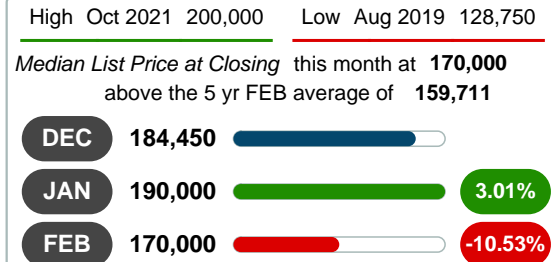 High Oct 2021 200,000 Low Aug 2019 128,750
Median List Price at Closing this month at 170,000
above the 5 yr FEB average of 159,711
DEC 184,450
JAN 190,000 3.01%
FEB 170,000 -10.53%